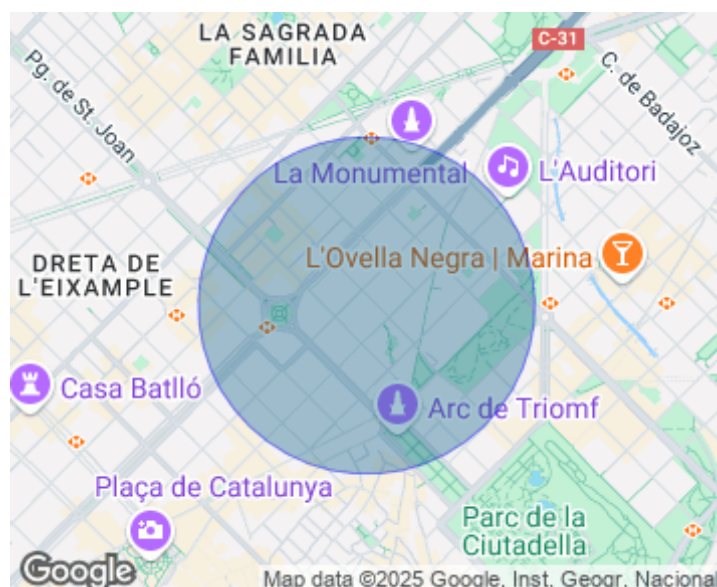 LA SAGRADA
FAMILIA
C-31
C. de Badajoz
Pg. de St. Joan
La Monumental
L'Auditori
L'Ovella Negra | Marina
DRETA DE
L'EIXAMPLE
Casa Batlló
Arc de Triomf
Plaça de Catalunya
Parc de la
Ciutadella
Google
Map data ©2025 Google, Inst. Geogr. Nacional